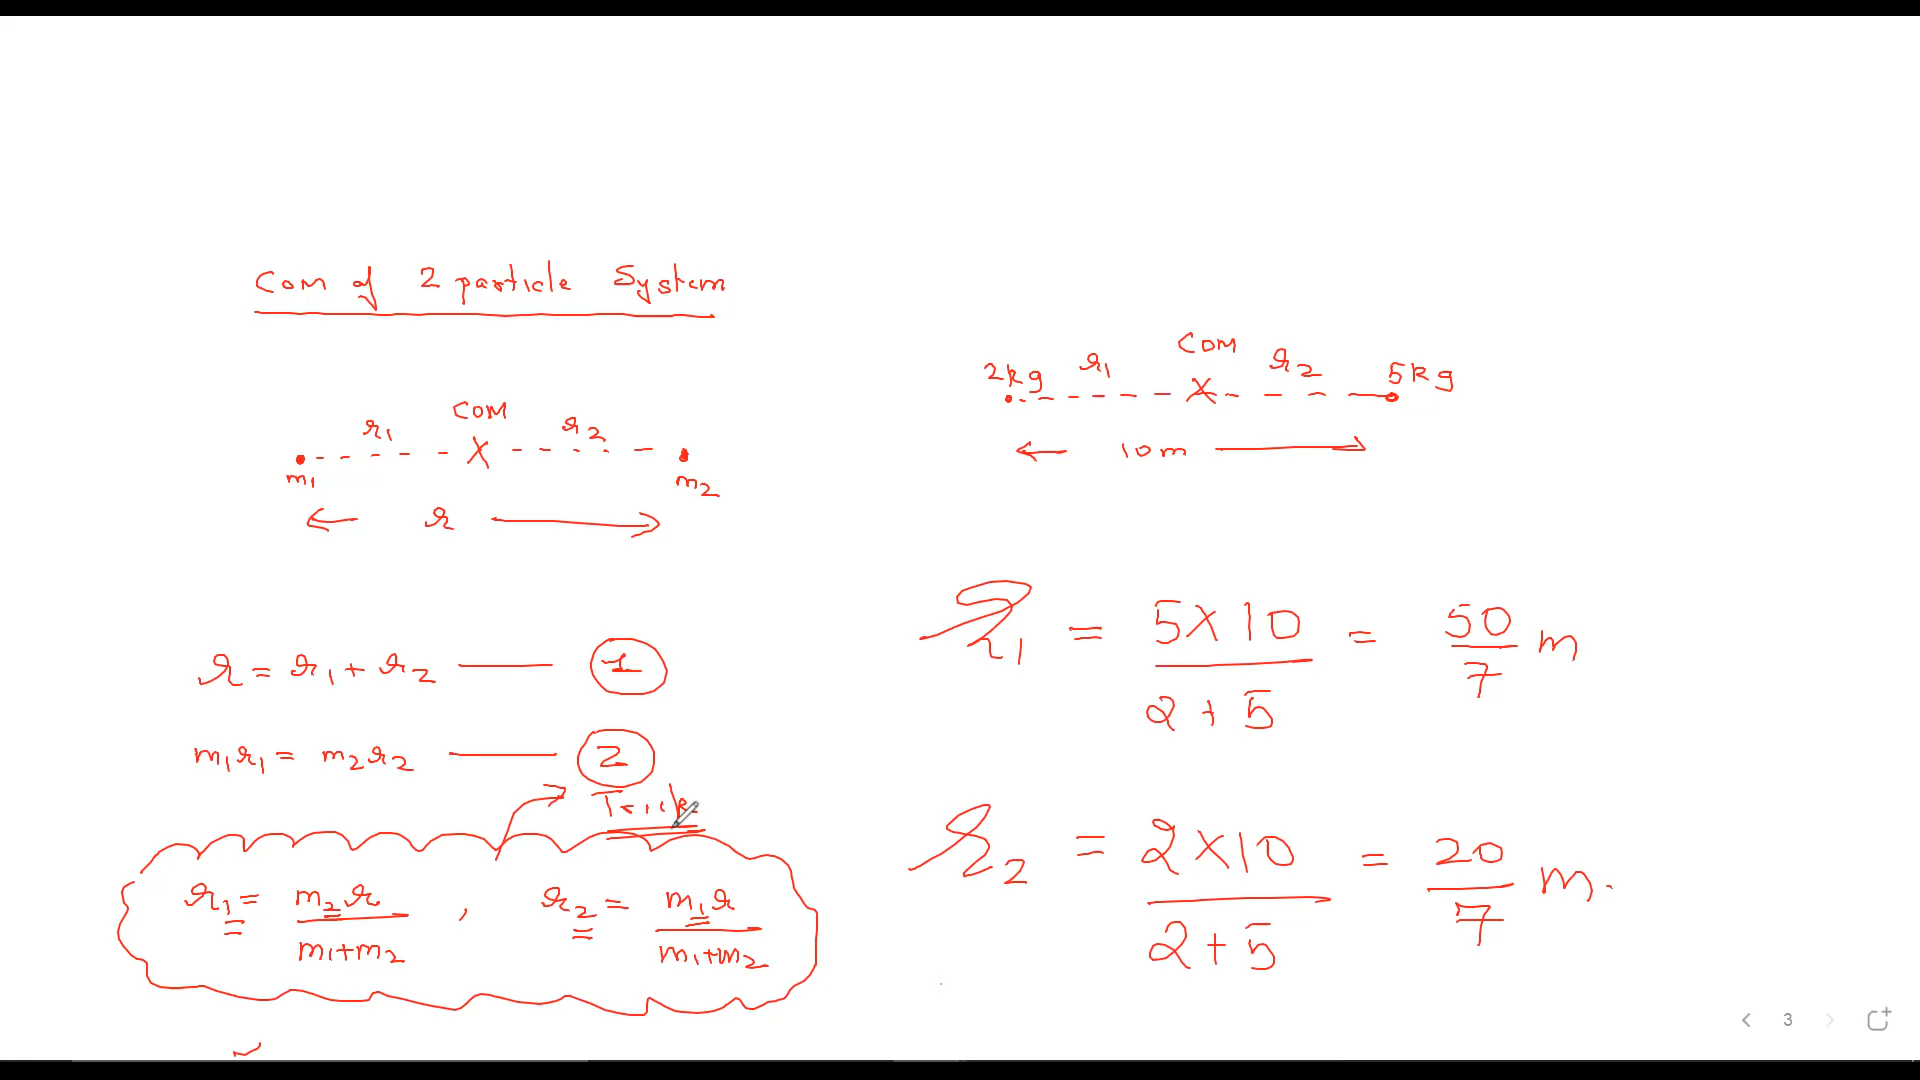 COM of 2 particle System
COM
r1 r2
m1 m2
r
r = r1 + r2 —— 1
m1r1 = m2r2 —— 2
Trick
r1 = m2r / m1+m2 , r2 = m1r / m1+m2
COM
2kg r1 r2 5kg
10m
r1 = 5×10 / 2+5 = 50/7 m
r2 = 2×10 / 2+5 = 20/7 m.
3